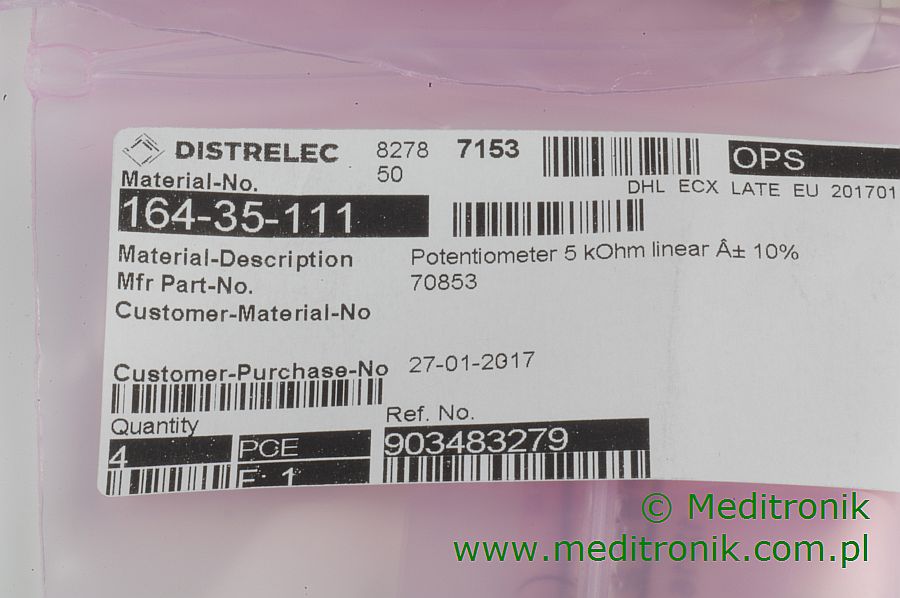 DISTRELEC 8278 7153 OPS
50
DHL ECX LATE EU 201701
Material-No.
164-35-111
Material-Description Potentiometer 5 kOhm linear Â± 10%
Mfr Part-No. 70853
Customer-Material-No
Customer-Purchase-No 27-01-2017
Quantity Ref. No.
4 PCE 903483279
F: 1
© Meditronik
www.meditronik.com.pl